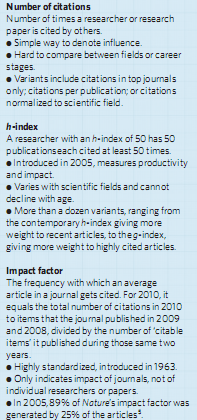 Number of citations
Number of times a researcher or research
paper is cited by others.
● Simple way to denote influence.
● Hard to compare between fields or career
stages.
● Variants include citations in top journals
only; citations per publication; or citations
normalized to scientific field.
h-index
A researcher with an h-index of 50 has 50
publications each cited at least 50 times.
● Introduced in 2005, measures productivity
and impact.
● Varies with scientific fields and cannot
decline with age.
● More than a dozen variants, ranging from
the contemporary h-index giving more
weight to recent articles, to the g-index,
giving more weight to highly cited articles.
Impact factor
The frequency with which an average
article in a journal gets cited. For 2010, it
equals the total number of citations in 2010
to items that the journal published in 2009
and 2008, divided by the number of ‘citable
items’ it published during those same two
years.
● Highly standardized, introduced in 1963.
● Only indicates impact of journals, not of
individual researchers or papers.
● In 2005, 89% of Nature’s impact factor was
generated by 25% of the articles³.